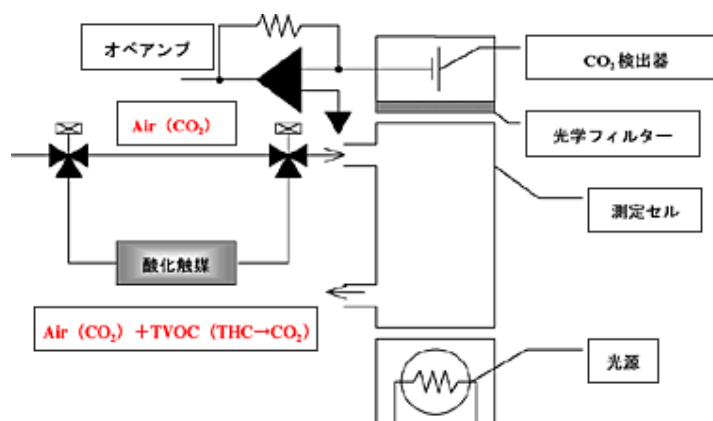 オペアンプ
CO₂検出器
Air（CO₂）
光学フィルター
測定セル
酸化触媒
Air（CO₂）＋TVOC（THC→CO₂）
光源